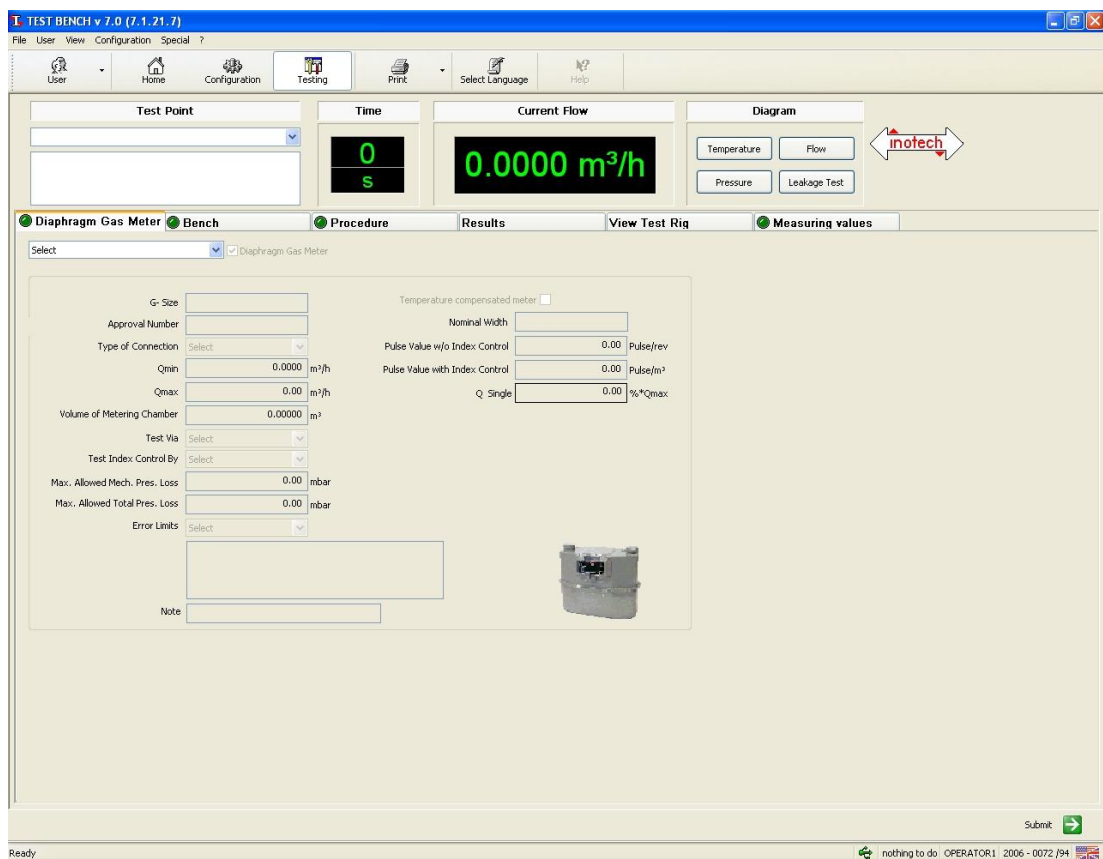 TEST BENCH v 7.0 (7.1.21.7)
File User View Configuration Special ?
User Home Configuration Testing Print Select Language Help
Test Point Time Current Flow Diagram
0
s
0.0000 m³/h
Temperature Flow
Pressure Leakage Test
inotech
Diaphragm Gas Meter Bench Procedure Results View Test Rig Measuring values
Select Diaphragm Gas Meter
G- Size
Approval Number
Type of Connection Select
Qmin 0.0000 m³/h
Qmax 0.00 m³/h
Volume of Metering Chamber 0.00000 m³
Test Via Select
Test Index Control By Select
Max. Allowed Mech. Pres. Loss 0.00 mbar
Max. Allowed Total Pres. Loss 0.00 mbar
Error Limits Select
Note
Temperature compensated meter
Nominal Width
Pulse Value w/o Index Control 0.00 Pulse/rev
Pulse Value with Index Control 0.00 Pulse/m³
Q Single 0.00 %*Qmax
Submit
Ready nothing to do OPERATOR1 2006 - 0072 /94